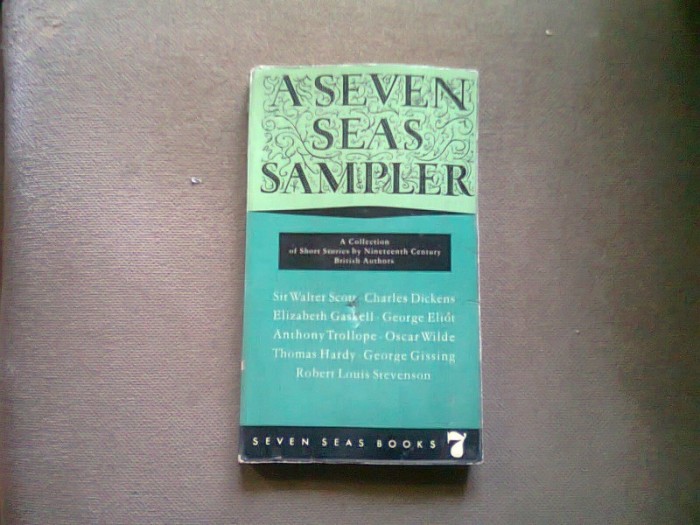 A SEVEN
SEAS
SAMPLER
A Collection
of Short Stories by Nineteenth Century
British Authors
Sir Walter Scott · Charles Dickens
Elizabeth Gaskell · George Eliot
Anthony Trollope · Oscar Wilde
Thomas Hardy · George Gissing
Robert Louis Stevenson
SEVEN SEAS BOOKS 7